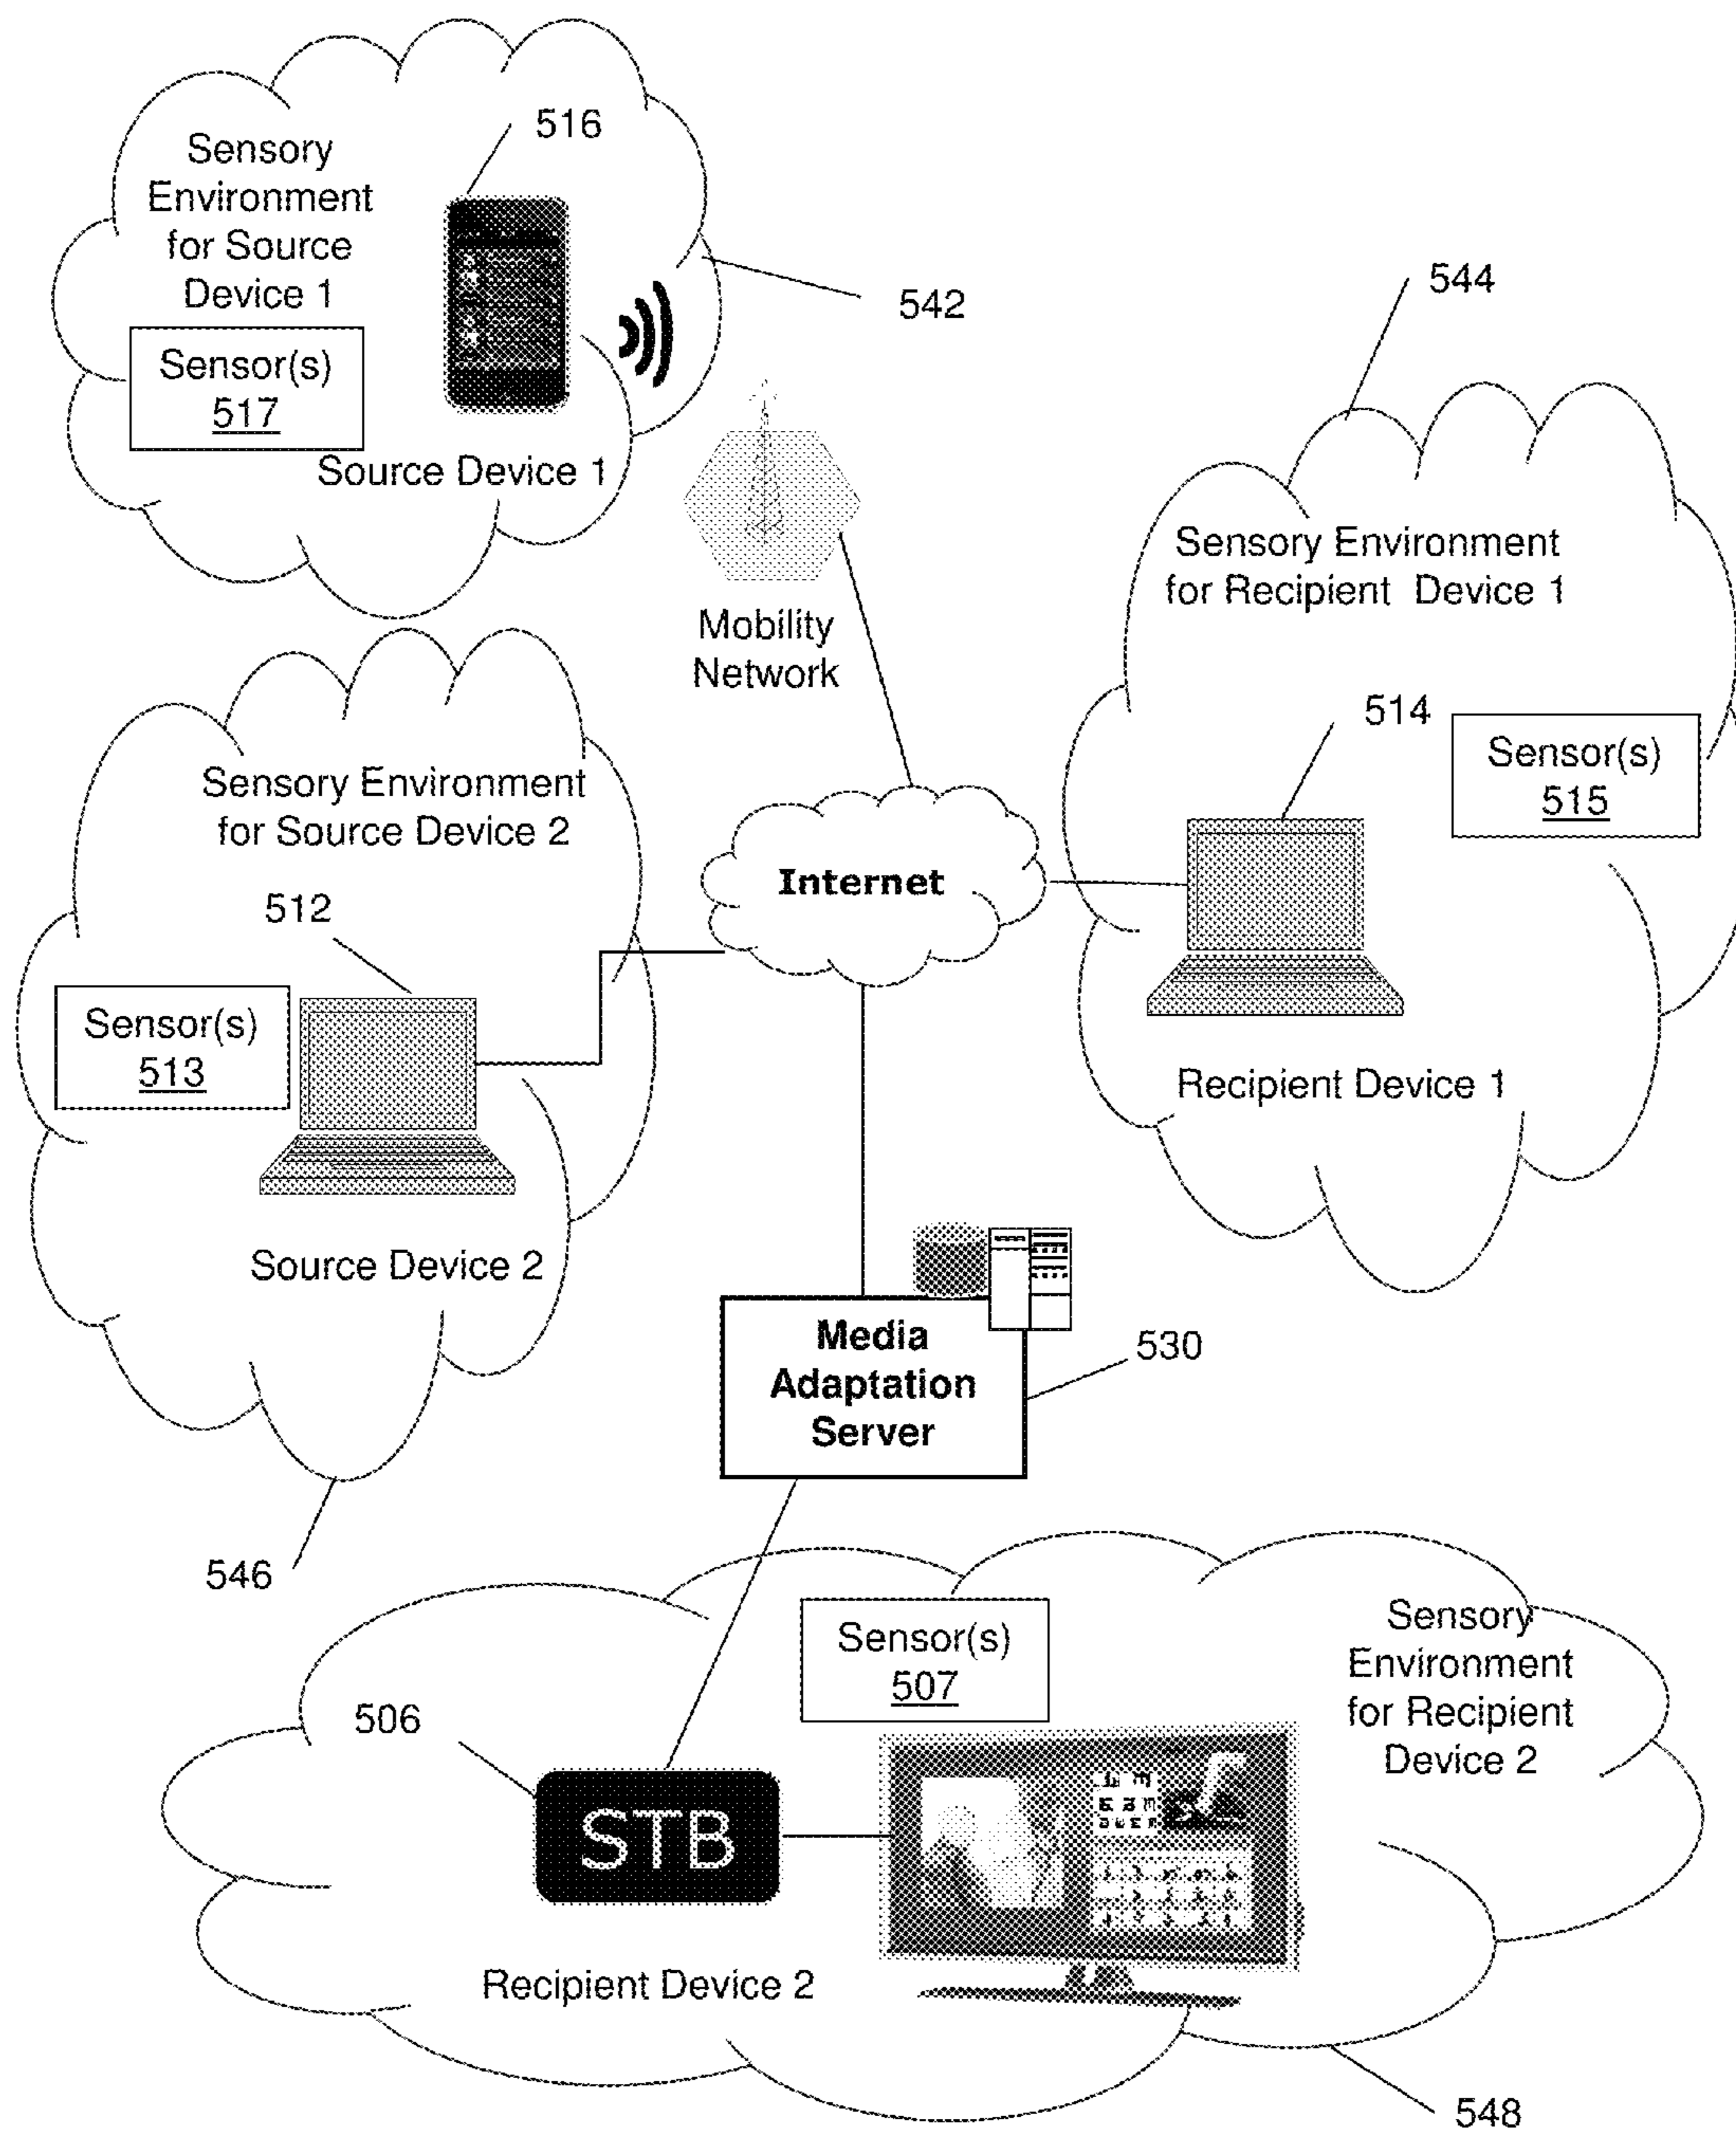 516
Sensory
Environment
for Source
Device 1
542
Sensor(s)
517
Source Device 1
544
Mobility
Network
Sensory Environment
for Recipient Device 1
514
Sensor(s)
515
Sensory Environment
for Source Device 2
Internet
512
Sensor(s)
513
Recipient Device 1
Source Device 2
Media
Adaptation
Server
530
546
Sensor(s)
507
Sensory
Environment
for Recipient
Device 2
506
STB
Recipient Device 2
548